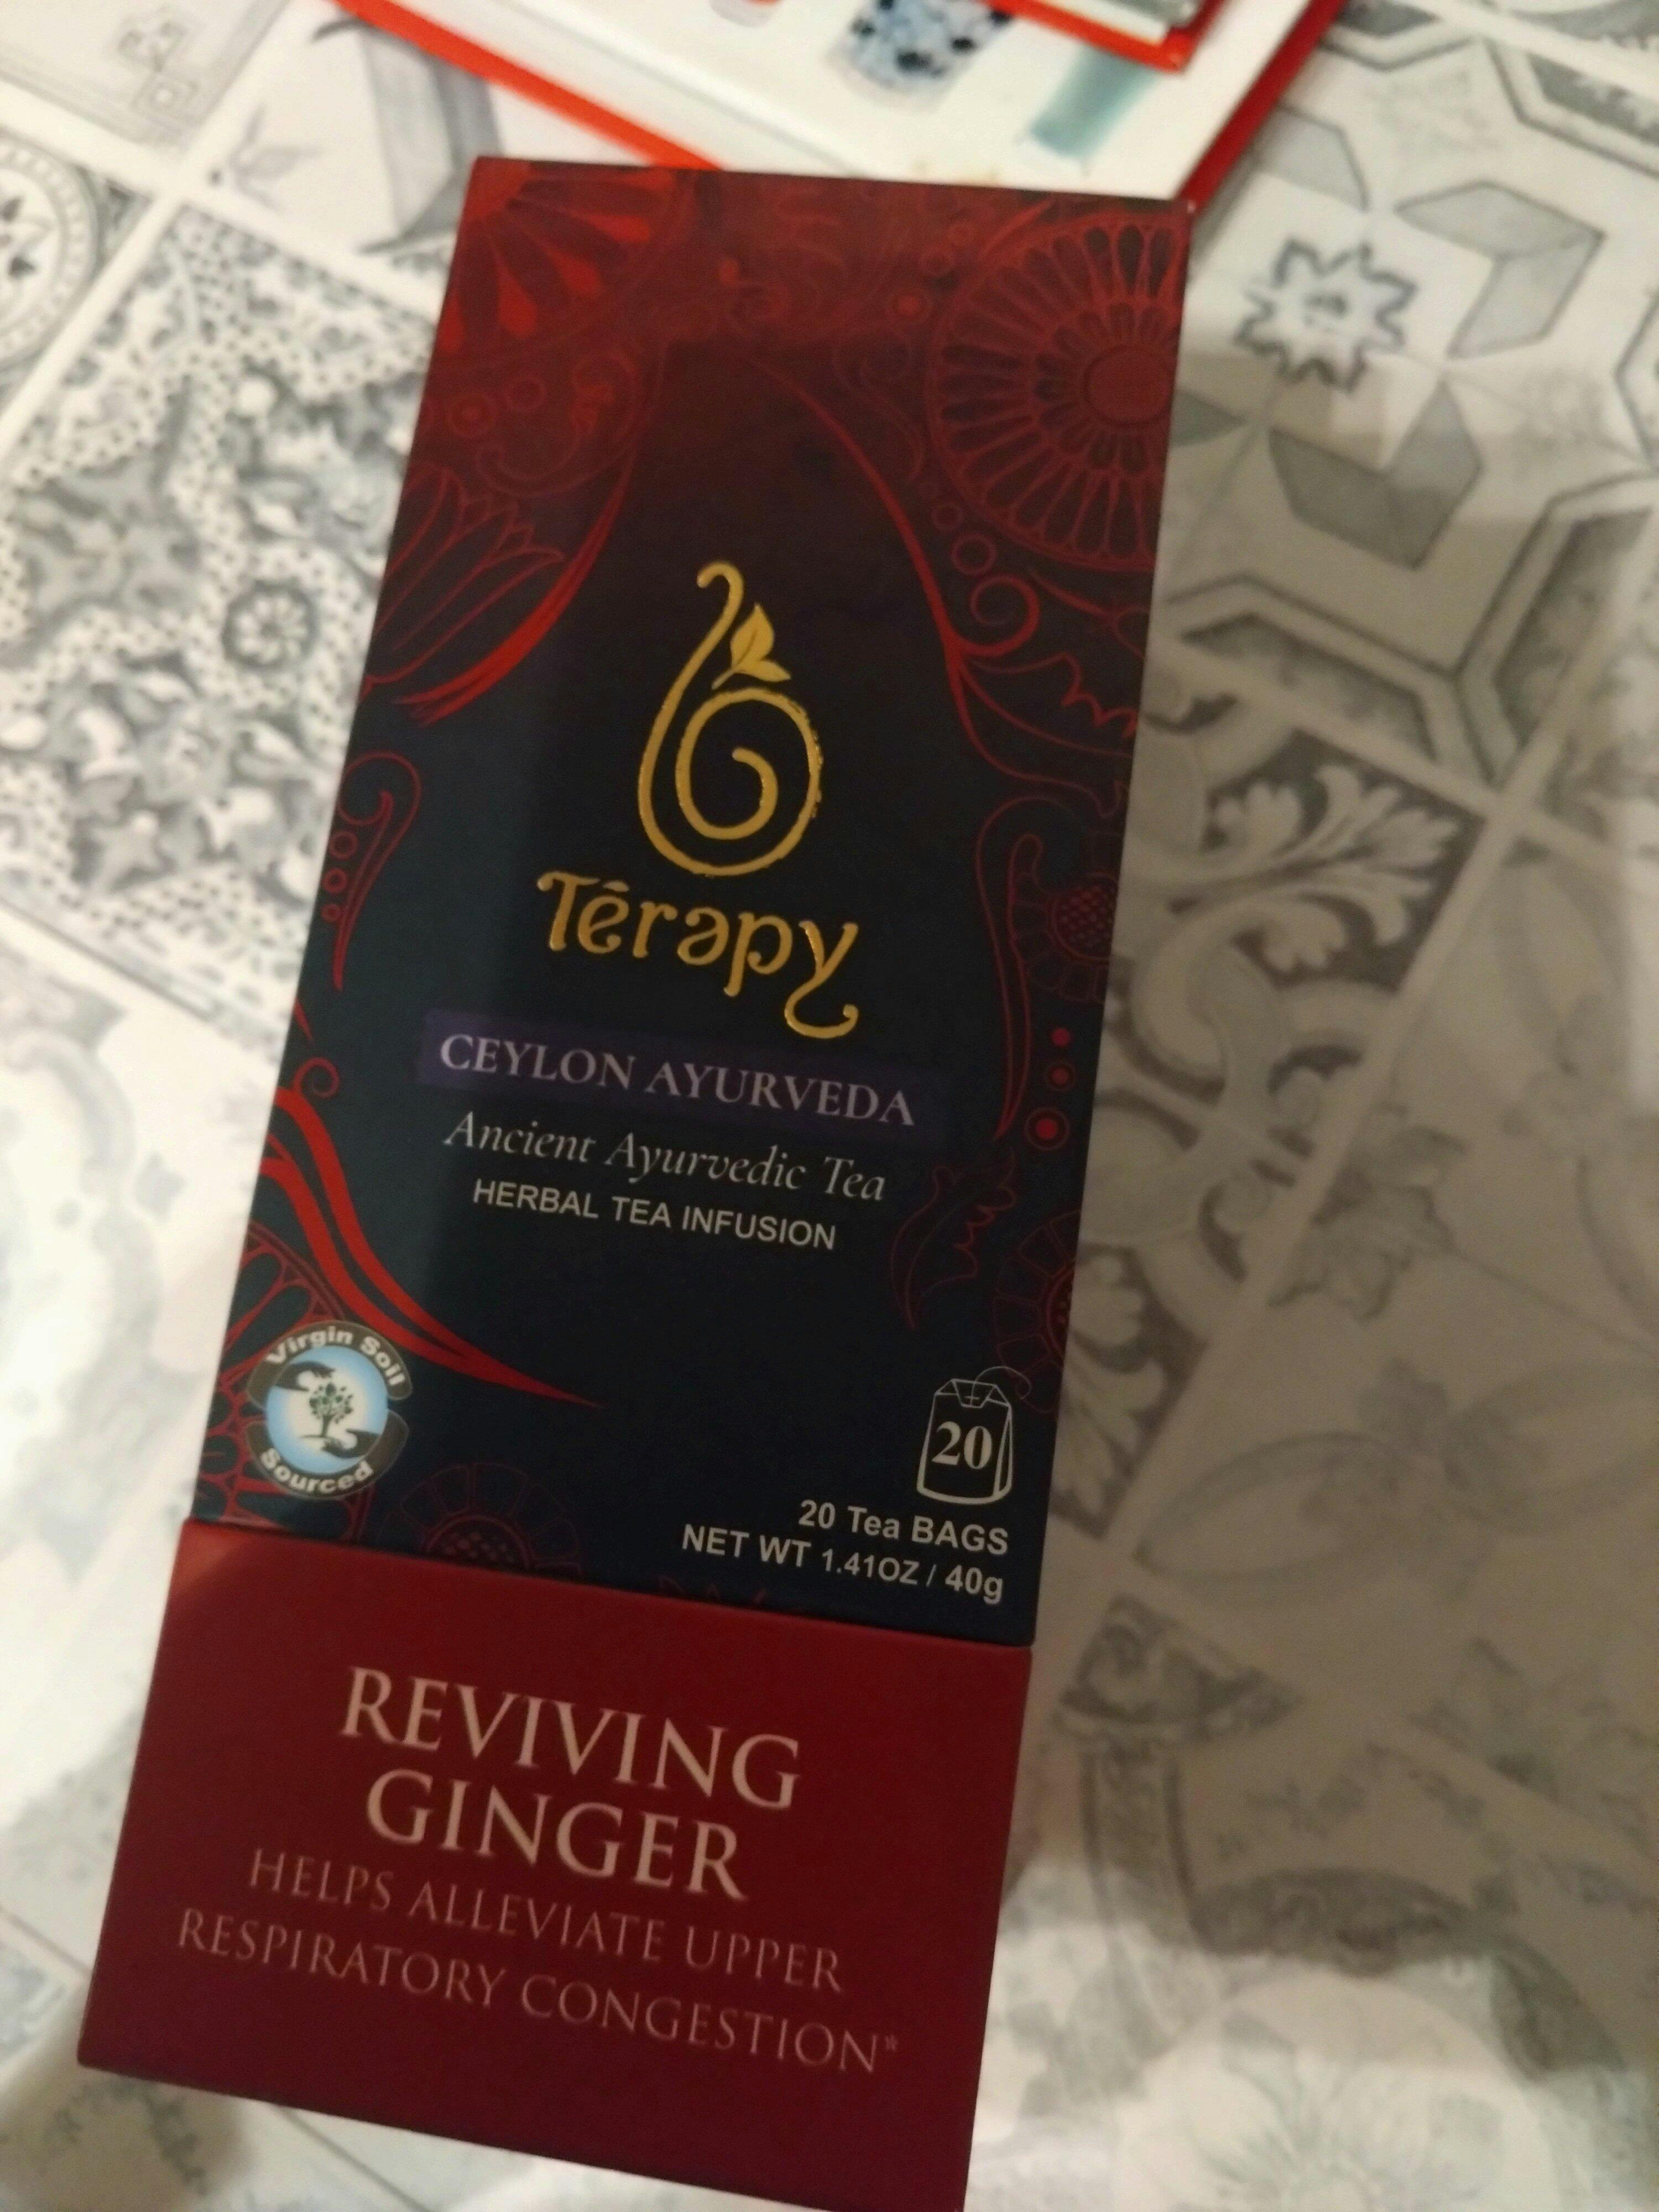 Tērapy
CEYLON AYURVEDA
Ancient Ayurvedic Tea
HERBAL TEA INFUSION
Virgin Soil
Sourced
20
20 Tea BAGS
NET WT 1.41OZ / 40g
REVIVING
GINGER
HELPS ALLEVIATE UPPER
RESPIRATORY CONGESTION*